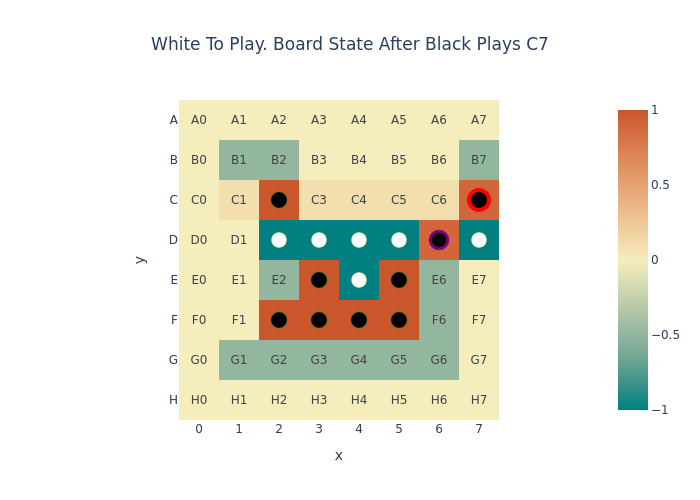 White To Play. Board State After Black Plays C7
A A0 A1 A2 A3 A4 A5 A6 A7
B B0 B1 B2 B3 B4 B5 B6 B7
C C0 C1 C3 C4 C5 C6
D D0 D1
E E0 E1 E2 E6 E7
F F0 F1 F6 F7
G G0 G1 G2 G3 G4 G5 G6 G7
H H0 H1 H2 H3 H4 H5 H6 H7
0 1 2 3 4 5 6 7
x
y
1
0.5
0
−0.5
−1